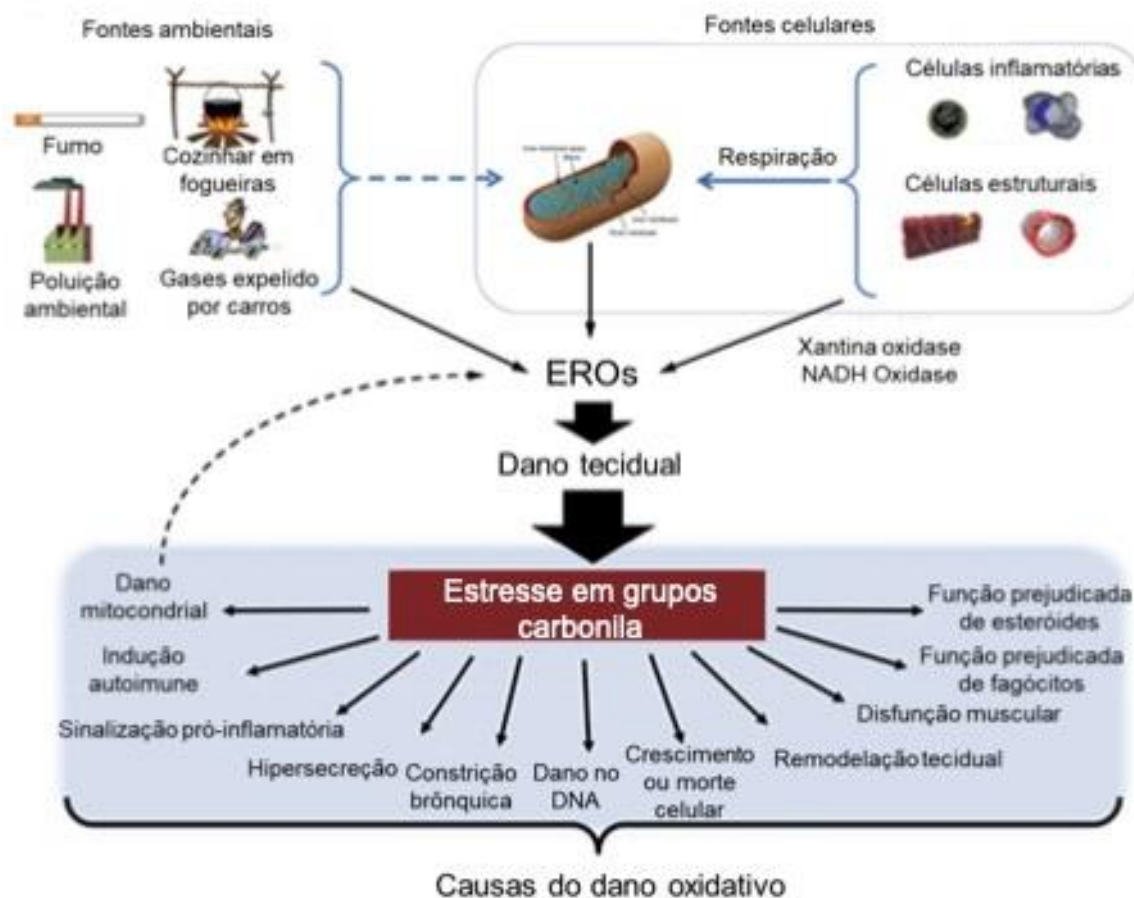 Fontes ambientais
Fumo
Cozinhar em
fogueiras
Poluição
ambiental
Gases expelido
por carros
Fontes celulares
Células inflamatórias
Respiração
Células estruturais
Xantina oxidase
NADH Oxidase
EROs
Dano tecidual
Estresse em grupos
carbonila
Dano
mitocondrial
Indução
autoimune
Sinalização pró-inflamatória
Hipersecreção
Constrição
brônquica
Dano no
DNA
Crescimento
ou morte
celular
Remodelação tecidual
Disfunção muscular
Função prejudicada
de fagócitos
Função prejudicada
de esteróides
Causas do dano oxidativo